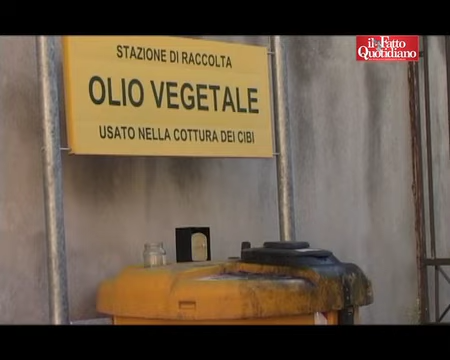 il Fatto
Quotidiano
STAZIONE DI RACCOLTA
OLIO VEGETALE
USATO NELLA COTTURA DEI CIBI